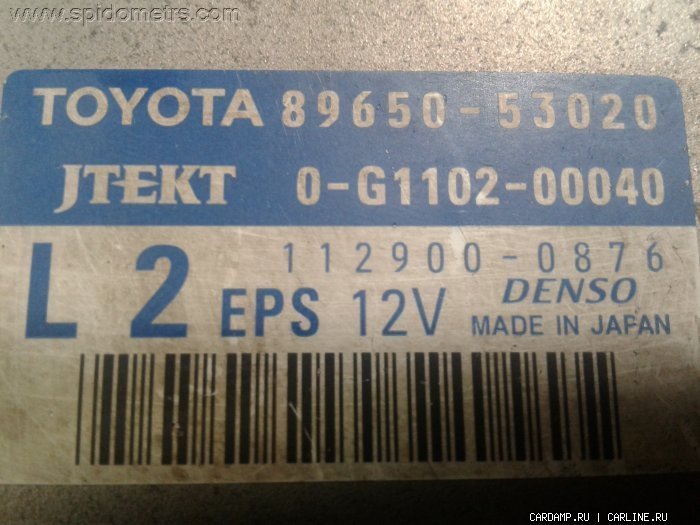 www.spidometrs.com
TOYOTA 89650-53020
JTEKT 0-G1102-00040
L 2 112900-0876
EPS 12V DENSO
MADE IN JAPAN
CARDAMP.RU | CARLINE.RU